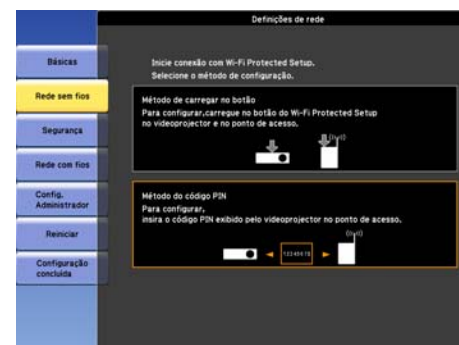 Definições de rede
Básicas
Rede sem fios
Segurança
Rede com fios
Config.
Administrador
Reiniciar
Configuração
concluída
Inicie conexão com Wi-Fi Protected Setup.
Selecione o método de configuração.
Método de carregar no botão
Para configurar,carregue no botão do Wi-Fi Protected Setup
no videoprojector e no ponto de acesso.
Método do código PIN
Para configurar,
insira o código PIN exibido pelo videoprojector no ponto de acesso.